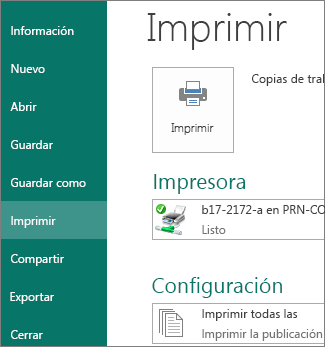 Información
Nuevo
Abrir
Guardar
Guardar como
Imprimir
Compartir
Exportar
Cerrar
Imprimir
Imprimir
Copias de tral
Impresora
b17-2172-a en PRN-CO
Listo
Configuración
Imprimir todas las
Imprimir la publicación